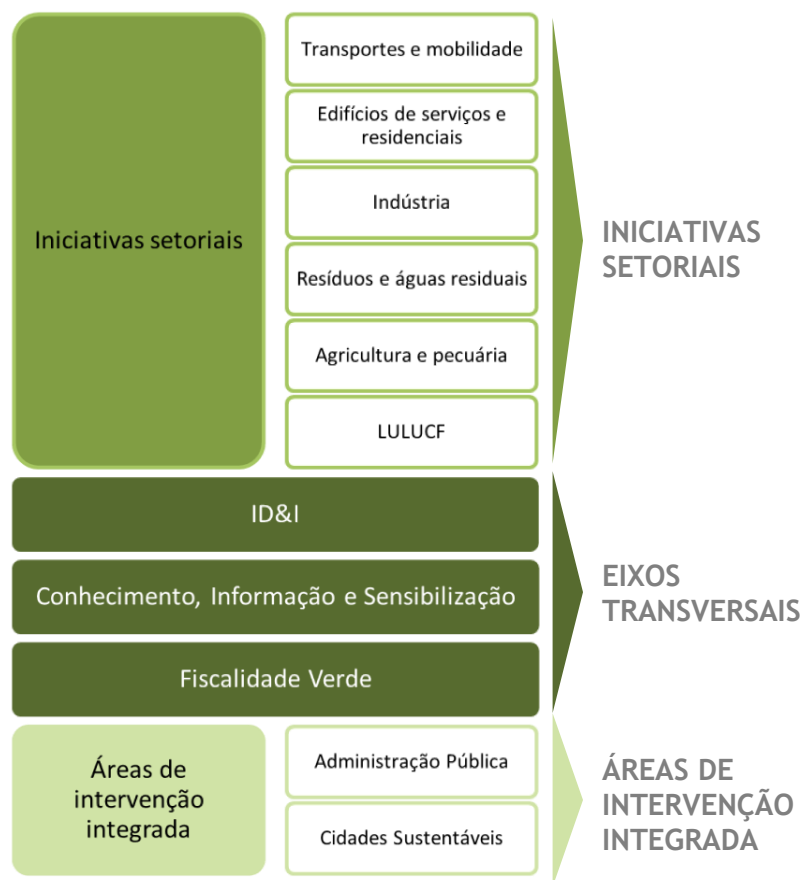 Iniciativas setoriais
Transportes e mobilidade
Edifícios de serviços e
residenciais
Indústria
Resíduos e águas residuais
Agricultura e pecuária
LULUCF
INICIATIVAS
SETORIAIS
ID&I
Conhecimento, Informação e Sensibilização
Fiscalidade Verde
EIXOS
TRANSVERSAIS
Áreas de
intervenção
integrada
Administração Pública
Cidades Sustentáveis
ÁREAS DE
INTERVENÇÃO
INTEGRADA